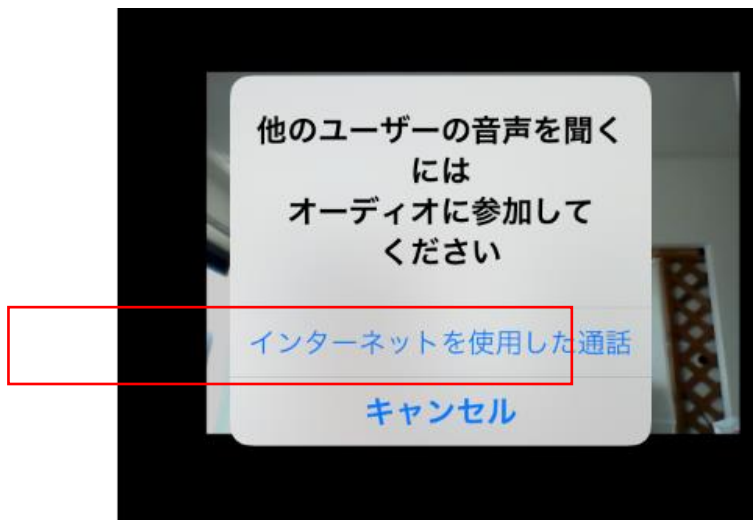 他のユーザーの音声を聞く
には
オーディオに参加して
ください
インターネットを使用した通話
キャンセル